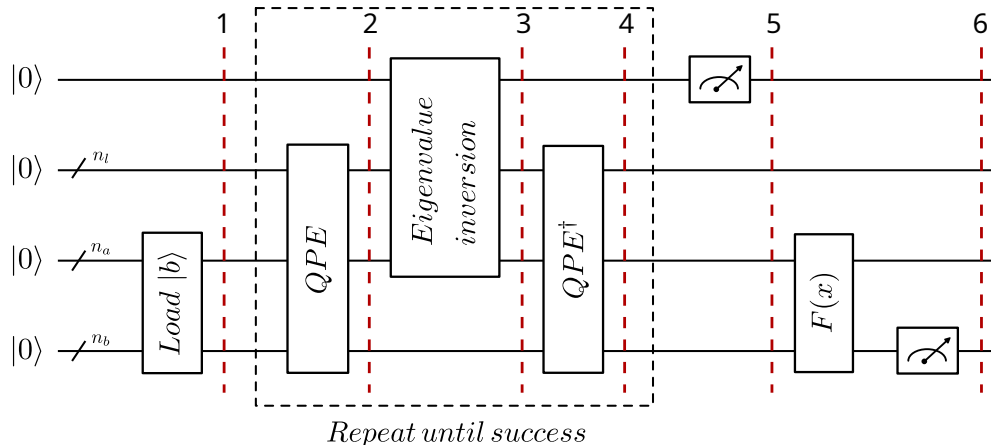 1 2 3 4 5 6
|0⟩
|0⟩ n_l
|0⟩ n_a
|0⟩ n_b
Load |b⟩
QPE
Eigenvalue
inversion
QPE†
F(x)
Repeat until success